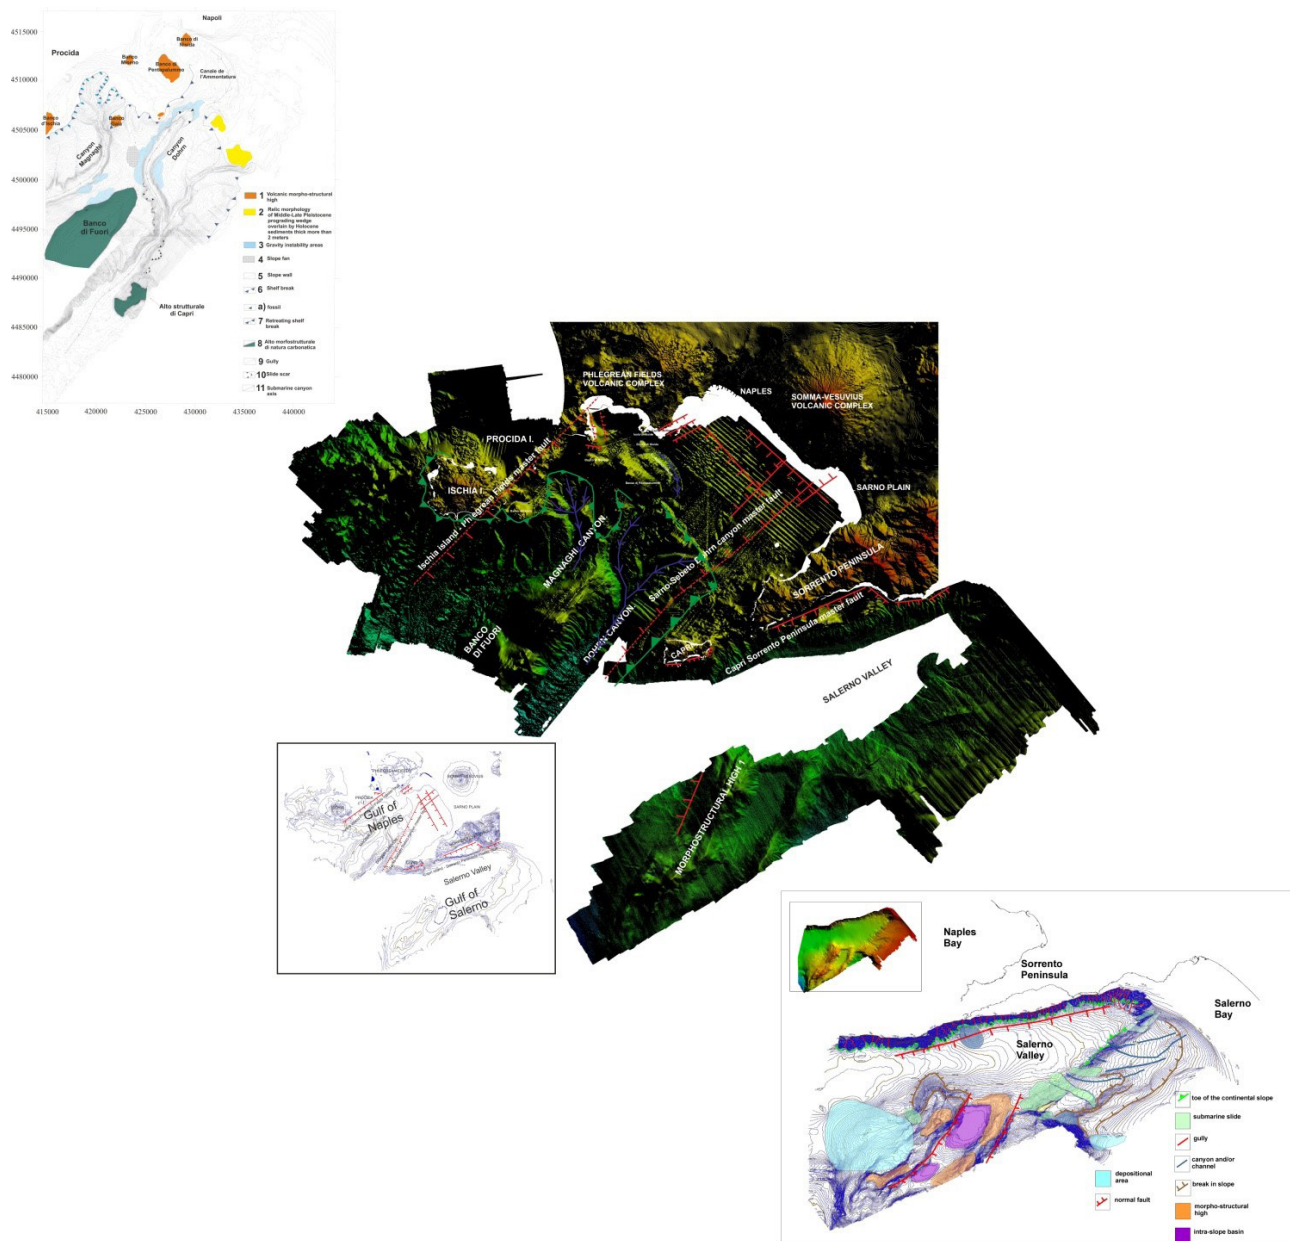 Napoli
4515000
Banco di
Nisida
Procida
Banco
Miseno
Banco di
Pentapalummo
Canale de
l'Ammontatura
4510000
Banco
d'Ischia
4505000
Canyon
Magnaghi
Canyon
Dohrn
4500000
1 Volcanic morpho-structural
high
2 Relic morphology
of Middle-Late Pleistocene
prograding wedge
overlain by Holocene
sediments thick more than
2 meters
Banco
di Fuori
4495000
3 Gravity instability areas
4 Slope fan
4490000
5 Slope wall
6 Shelf break
Alto strutturale
di Capri
a) fossil
7 Retreating shelf
break
4485000
8 Alto morfostrutturale
di natura carbonatica
9 Gully
4480000
10 Slide scar
11 Submarine canyon
axis
415000 420000 425000 430000 435000 440000
PHLEGREAN FIELDS
VOLCANIC COMPLEX
NAPLES
SOMMA-VESUVIUS
VOLCANIC COMPLEX
PROCIDA I.
ISCHIA I.
Ischia island - Phlegrean Fields master fault
SARNO PLAIN
MAGNAGHI CANYON
Sarno-Sebeto Dohrn canyon master fault
SORRENTO PENINSULA
BANCO
DI FUORI
DOHRN CANYON
CAPRI
Capri Sorrento Peninsula master fault
SALERNO VALLEY
MORPHOSTRUCTURAL HIGH 1
SARNO PLAIN
Gulf of
Naples
Salerno Valley
Gulf of
Salerno
Naples
Bay
Sorrento
Peninsula
Salerno
Bay
Salerno
Valley
toe of the continental slope
submarine slide
gully
canyon and/or
channel
depositional
area
break in slope
normal fault
morpho-structural
high
intra-slope basin